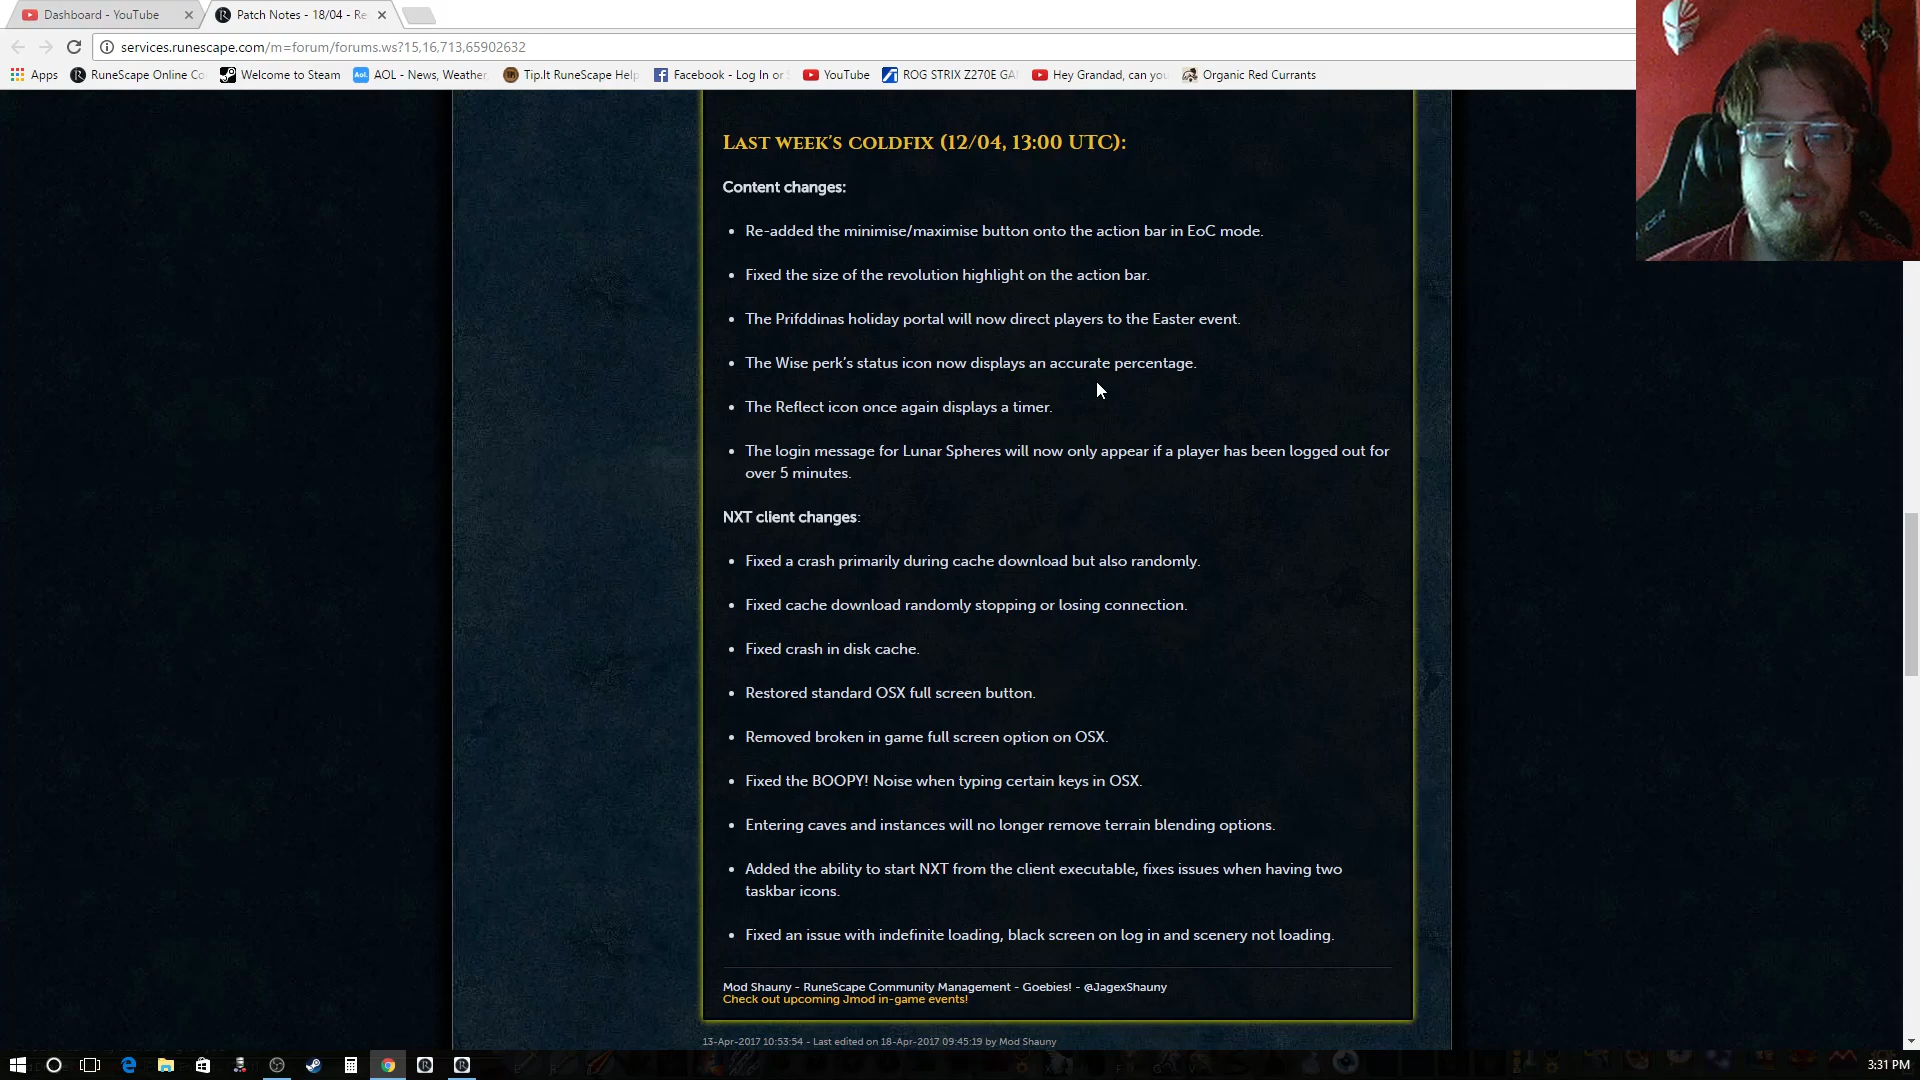 Dashboard - YouTube
Patch Notes - 18/04 - Re
services.runescape.com/m=forum/forums.ws?15,16,713,65902632
Apps
RuneScape Online Co
Welcome to Steam
Aol.
AOL - News, Weather
Tip.It RuneScape Help
Facebook - Log In or
YouTube
ROG STRIX Z270E GA
Hey Grandad, can you
Organic Red Currants
Last week's coldfix (12/04, 13:00 UTC):
Content changes:
• Re-added the minimise/maximise button onto the action bar in EoC mode.
• Fixed the size of the revolution highlight on the action bar.
• The Prifddinas holiday portal will now direct players to the Easter event.
• The Wise perk's status icon now displays an accurate percentage.
• The Reflect icon once again displays a timer.
• The login message for Lunar Spheres will now only appear if a player has been logged out for
over 5 minutes.
NXT client changes:
• Fixed a crash primarily during cache download but also randomly.
• Fixed cache download randomly stopping or losing connection.
• Fixed crash in disk cache.
• Restored standard OSX full screen button.
• Removed broken in game full screen option on OSX.
• Fixed the BOOPY! Noise when typing certain keys in OSX.
• Entering caves and instances will no longer remove terrain blending options.
• Added the ability to start NXT from the client executable, fixes issues when having two
taskbar icons.
• Fixed an issue with indefinite loading, black screen on log in and scenery not loading.
Mod Shauny - RuneScape Community Management - Goebies! - @JagexShauny
Check out upcoming Jmod in-game events!
13-Apr-2017 10:53:54 - Last edited on 18-Apr-2017 09:45:19 by Mod Shauny
3:31 PM